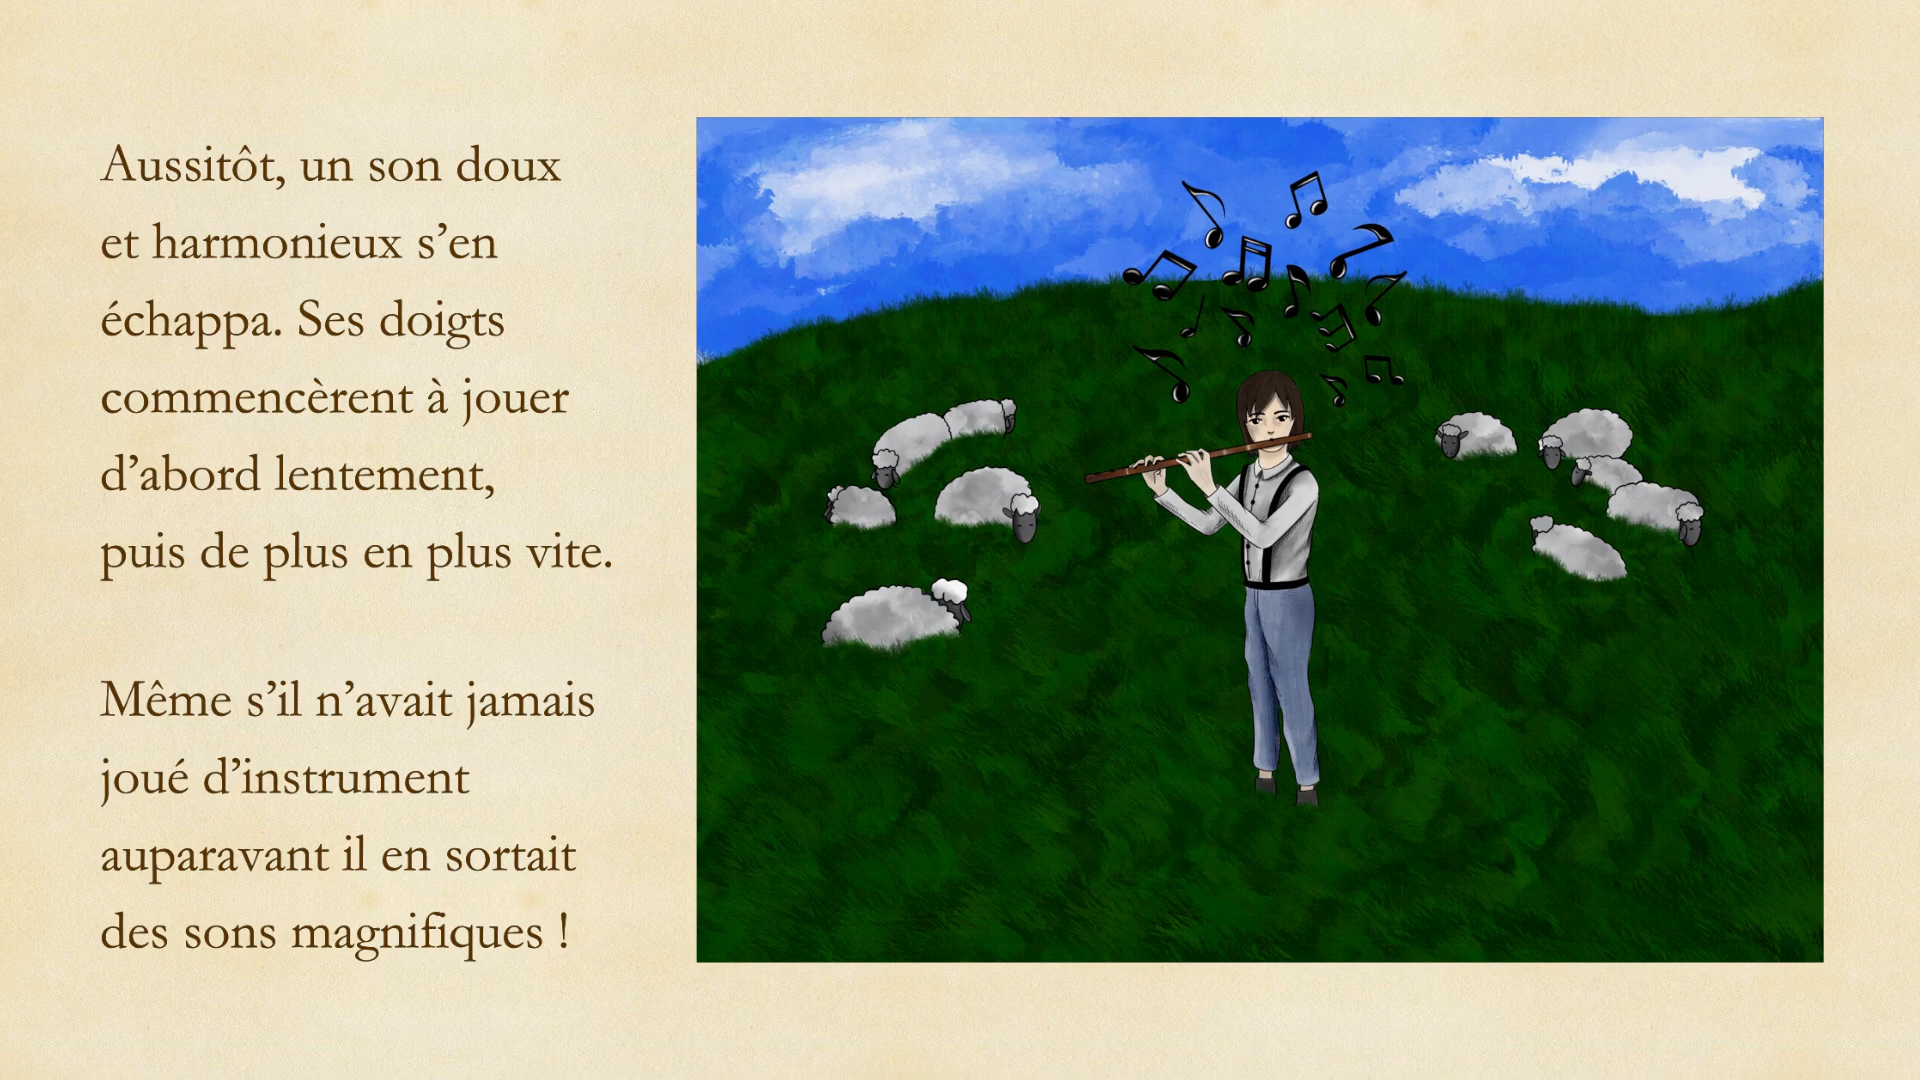 Aussitôt, un son doux
et harmonieux s’en
échappa. Ses doigts
commencèrent à jouer
d’abord lentement,
puis de plus en plus vite.
Même s’il n’avait jamais
joué d’instrument
auparavant il en sortait
des sons magnifiques !